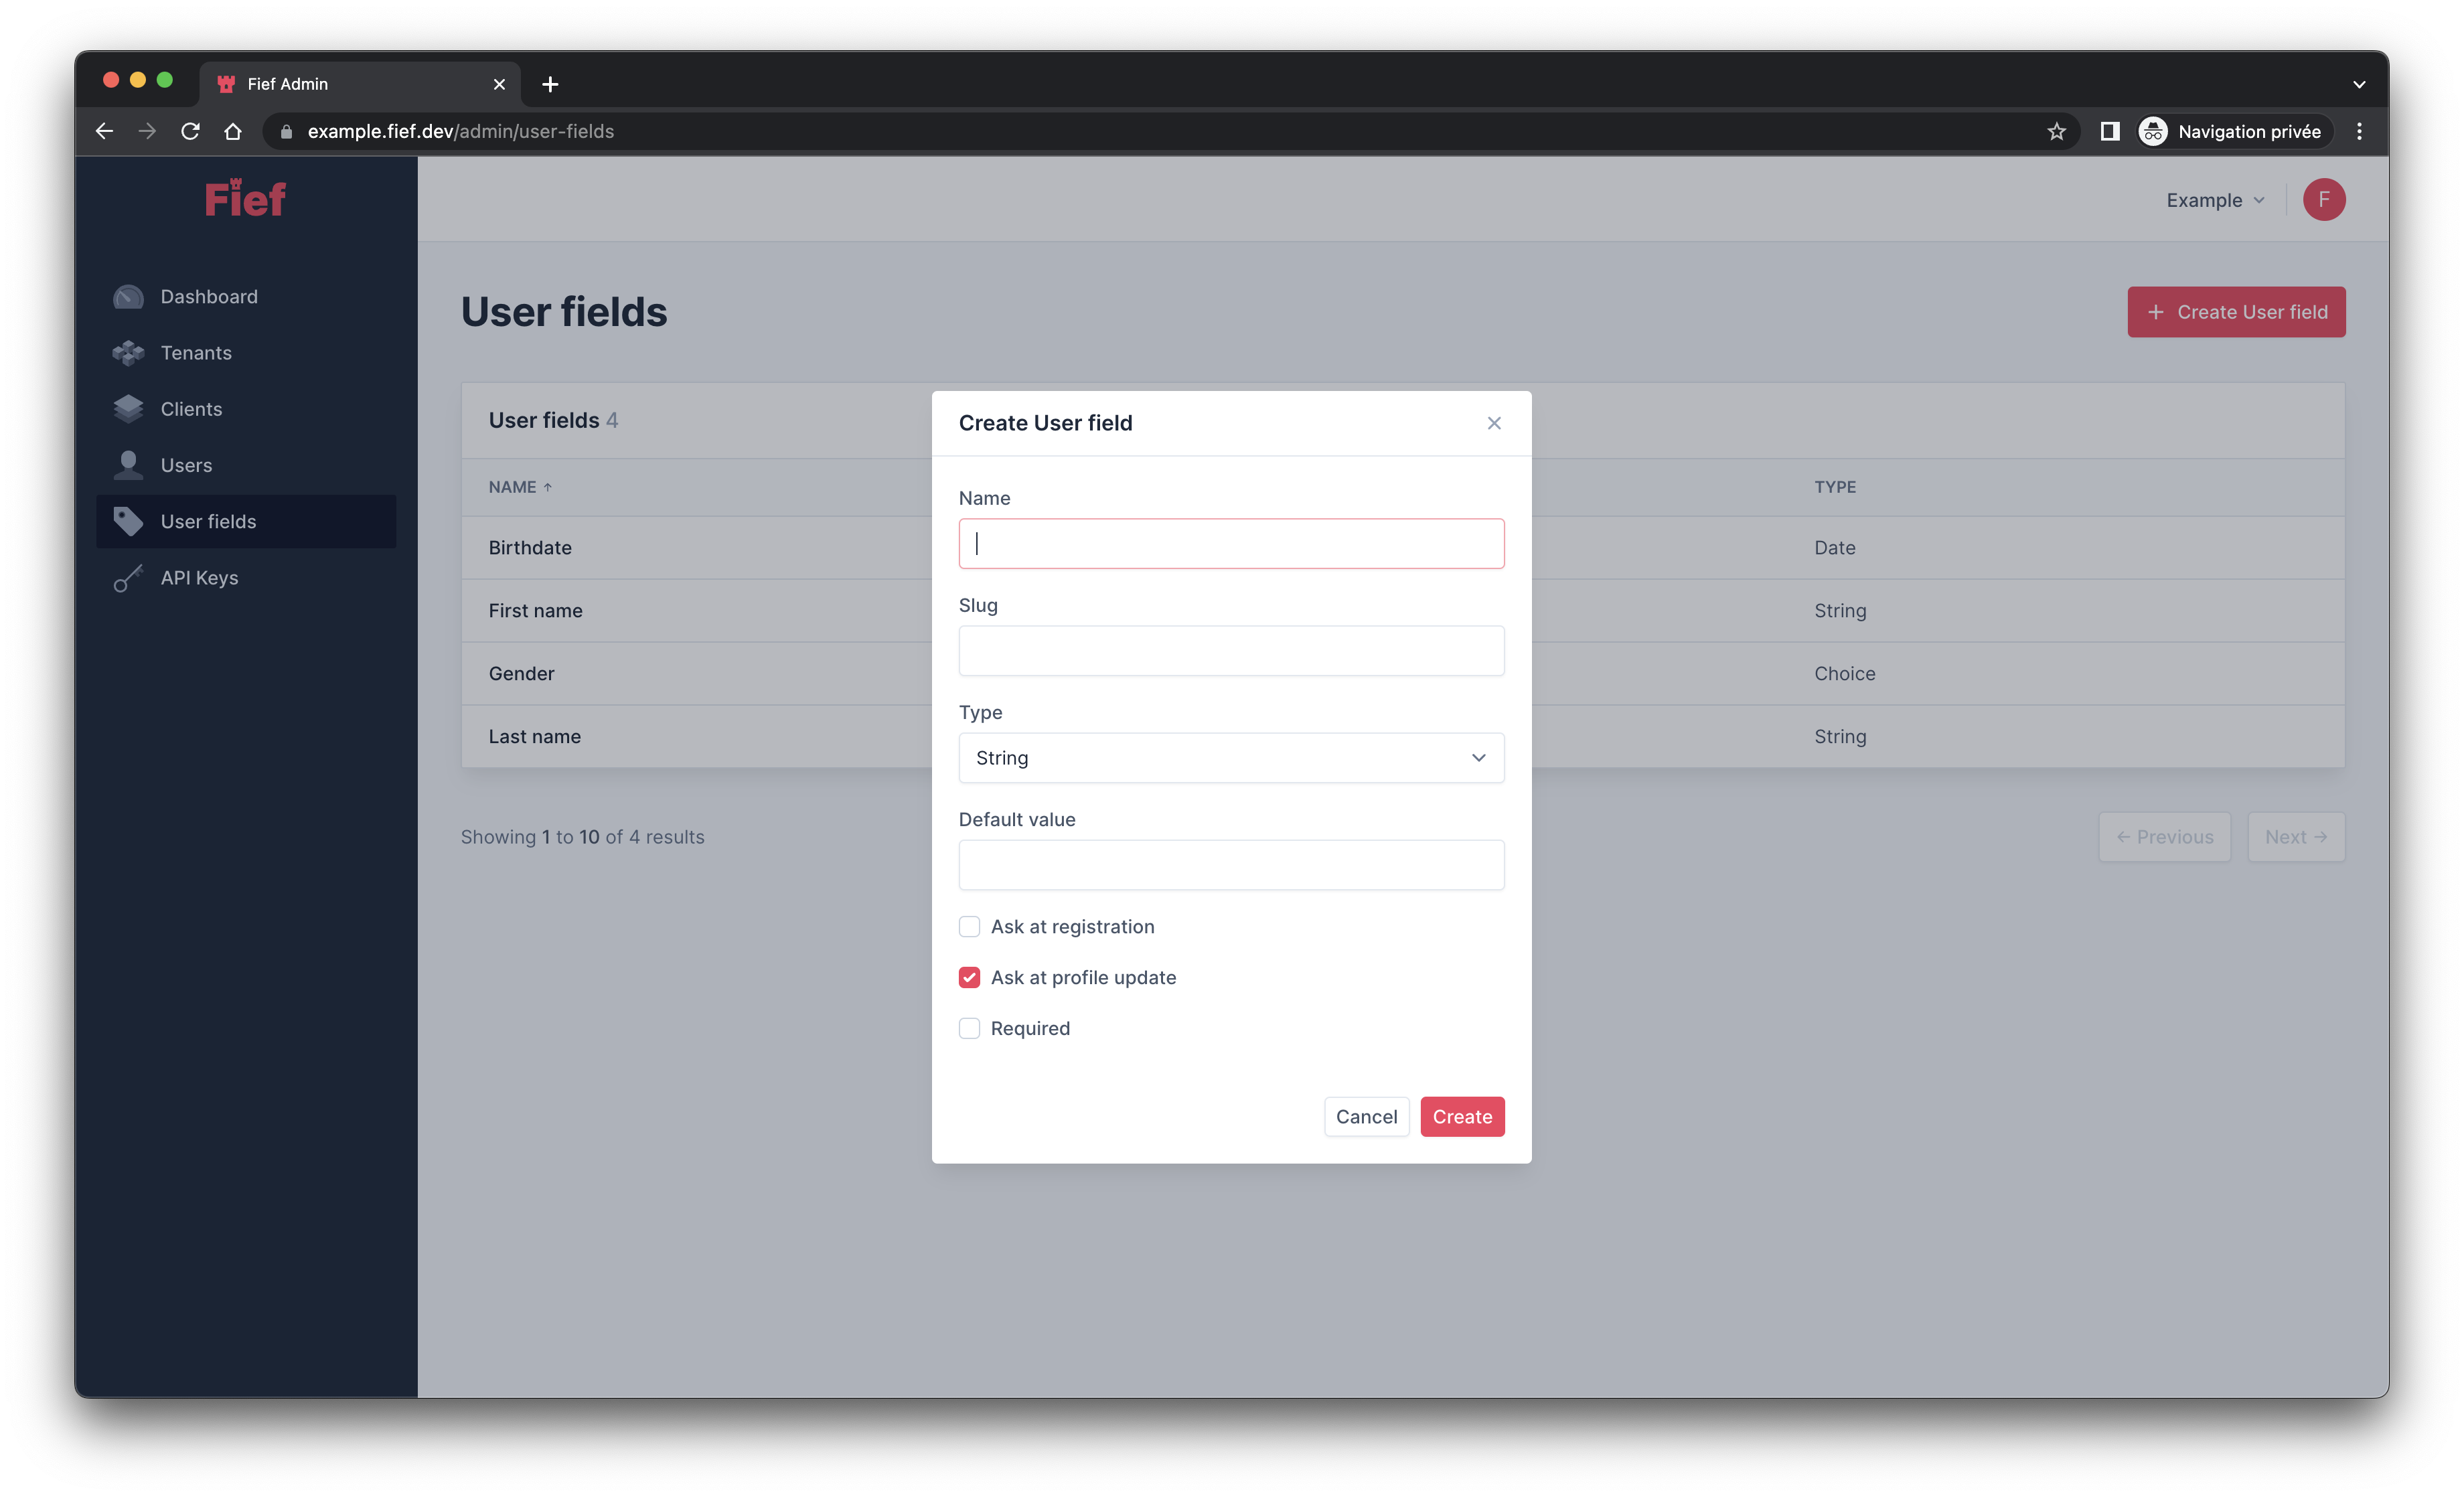 Fief Admin
example.fief.dev/admin/user-fields
Navigation privée
Fief
Example
F
Dashboard
Tenants
Clients
Users
User fields
API Keys
User fields
+ Create User field
User fields 4
NAME ↑
TYPE
Birthdate
Date
First name
String
Gender
Choice
Last name
String
Showing 1 to 10 of 4 results
← Previous
Next →
Create User field
Name
Slug
Type
String
Default value
Ask at registration
Ask at profile update
Required
Cancel
Create